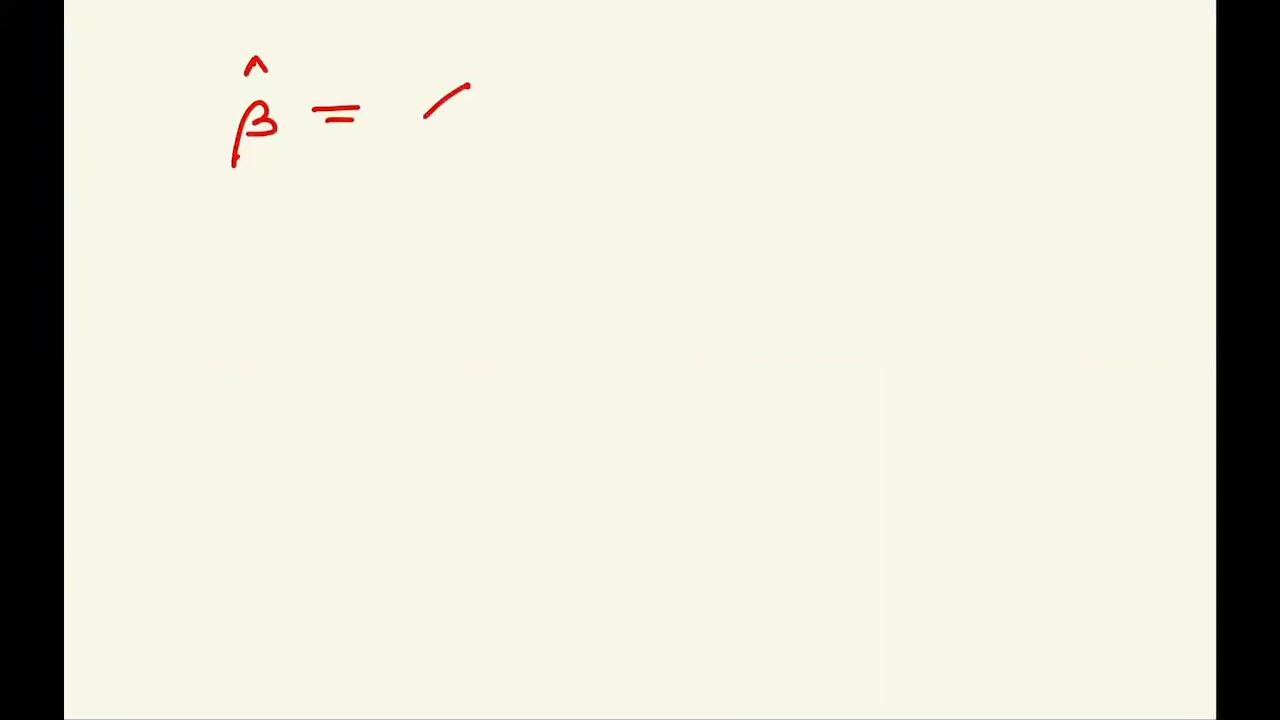 β̂ =